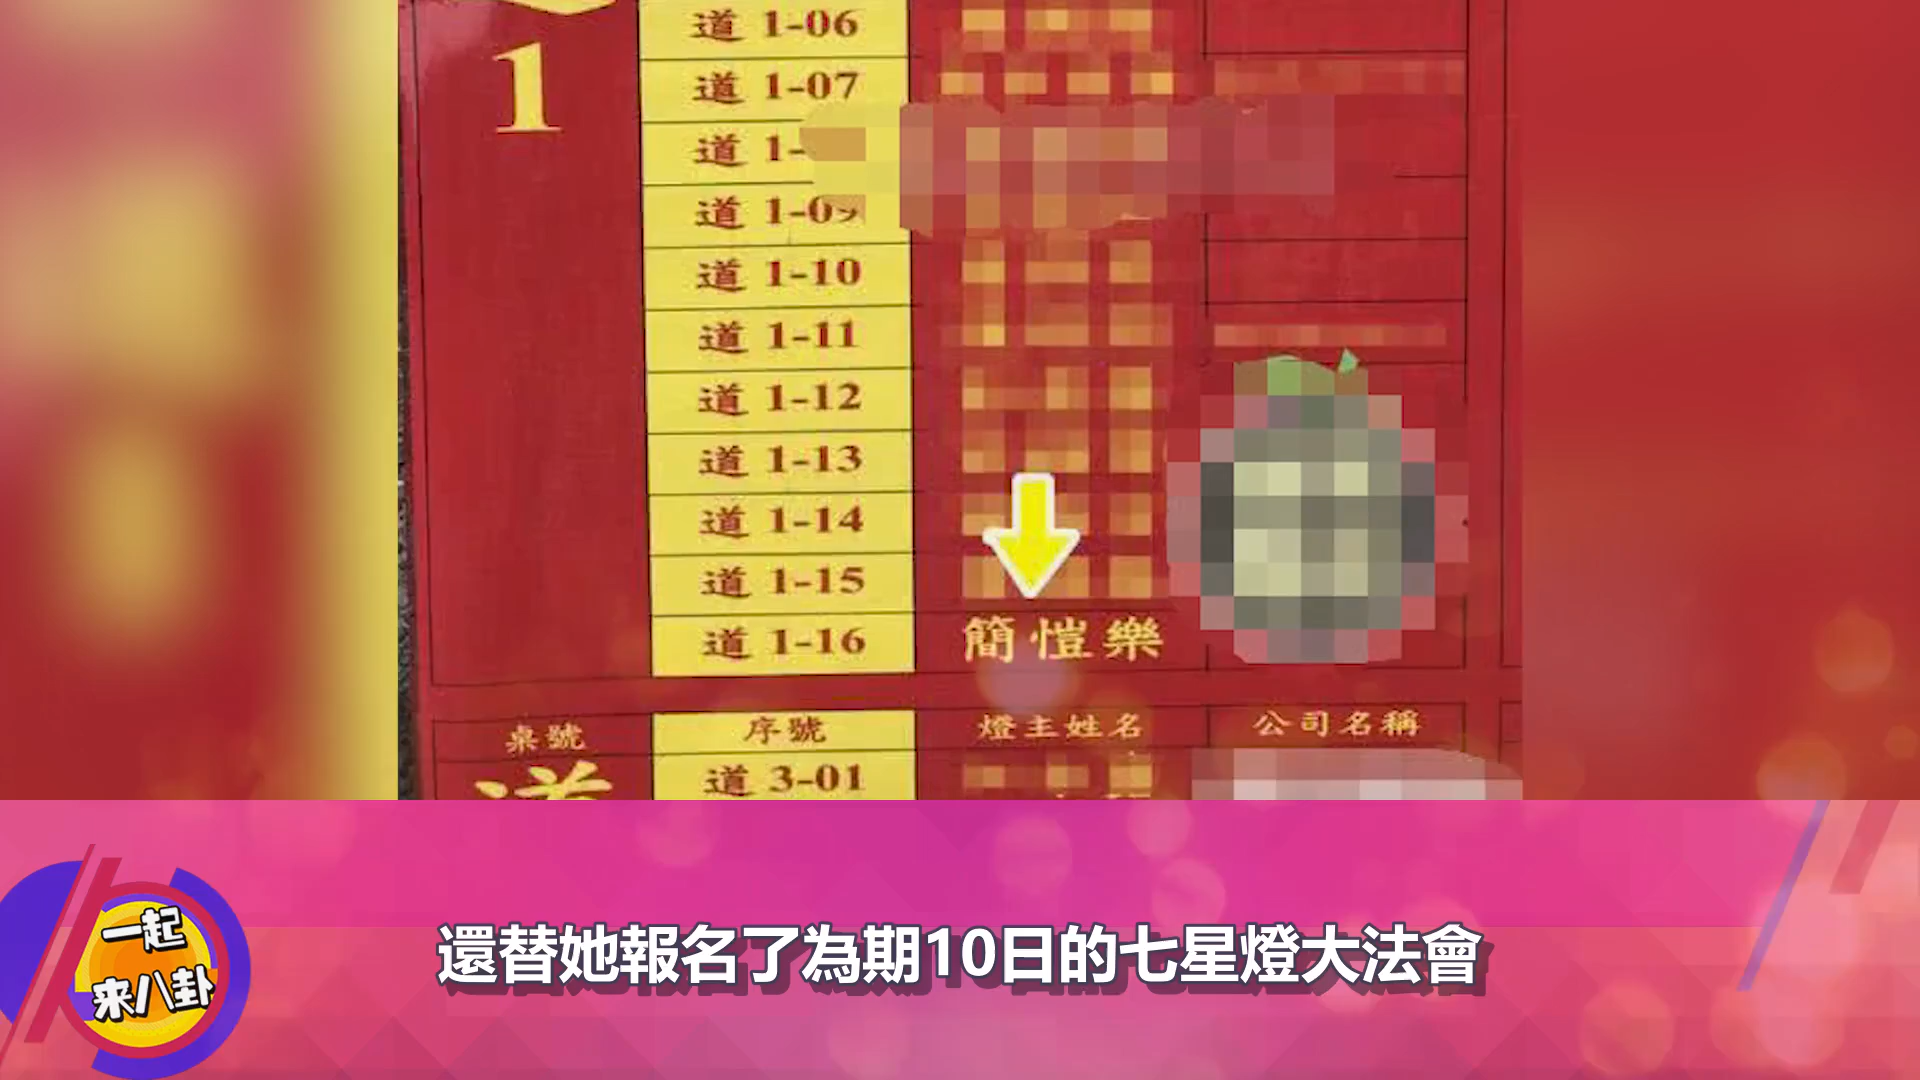 1
道 1-06
道 1-07
道 1-
道 1-09
道 1-10
道 1-11
道 1-12
道 1-13
道 1-14
道 1-15
道 1-16 簡愷樂
桌號 序號 燈主姓名 公司名稱
道 道 3-01
還替她報名了為期10日的七星燈大法會
一起
来八卦